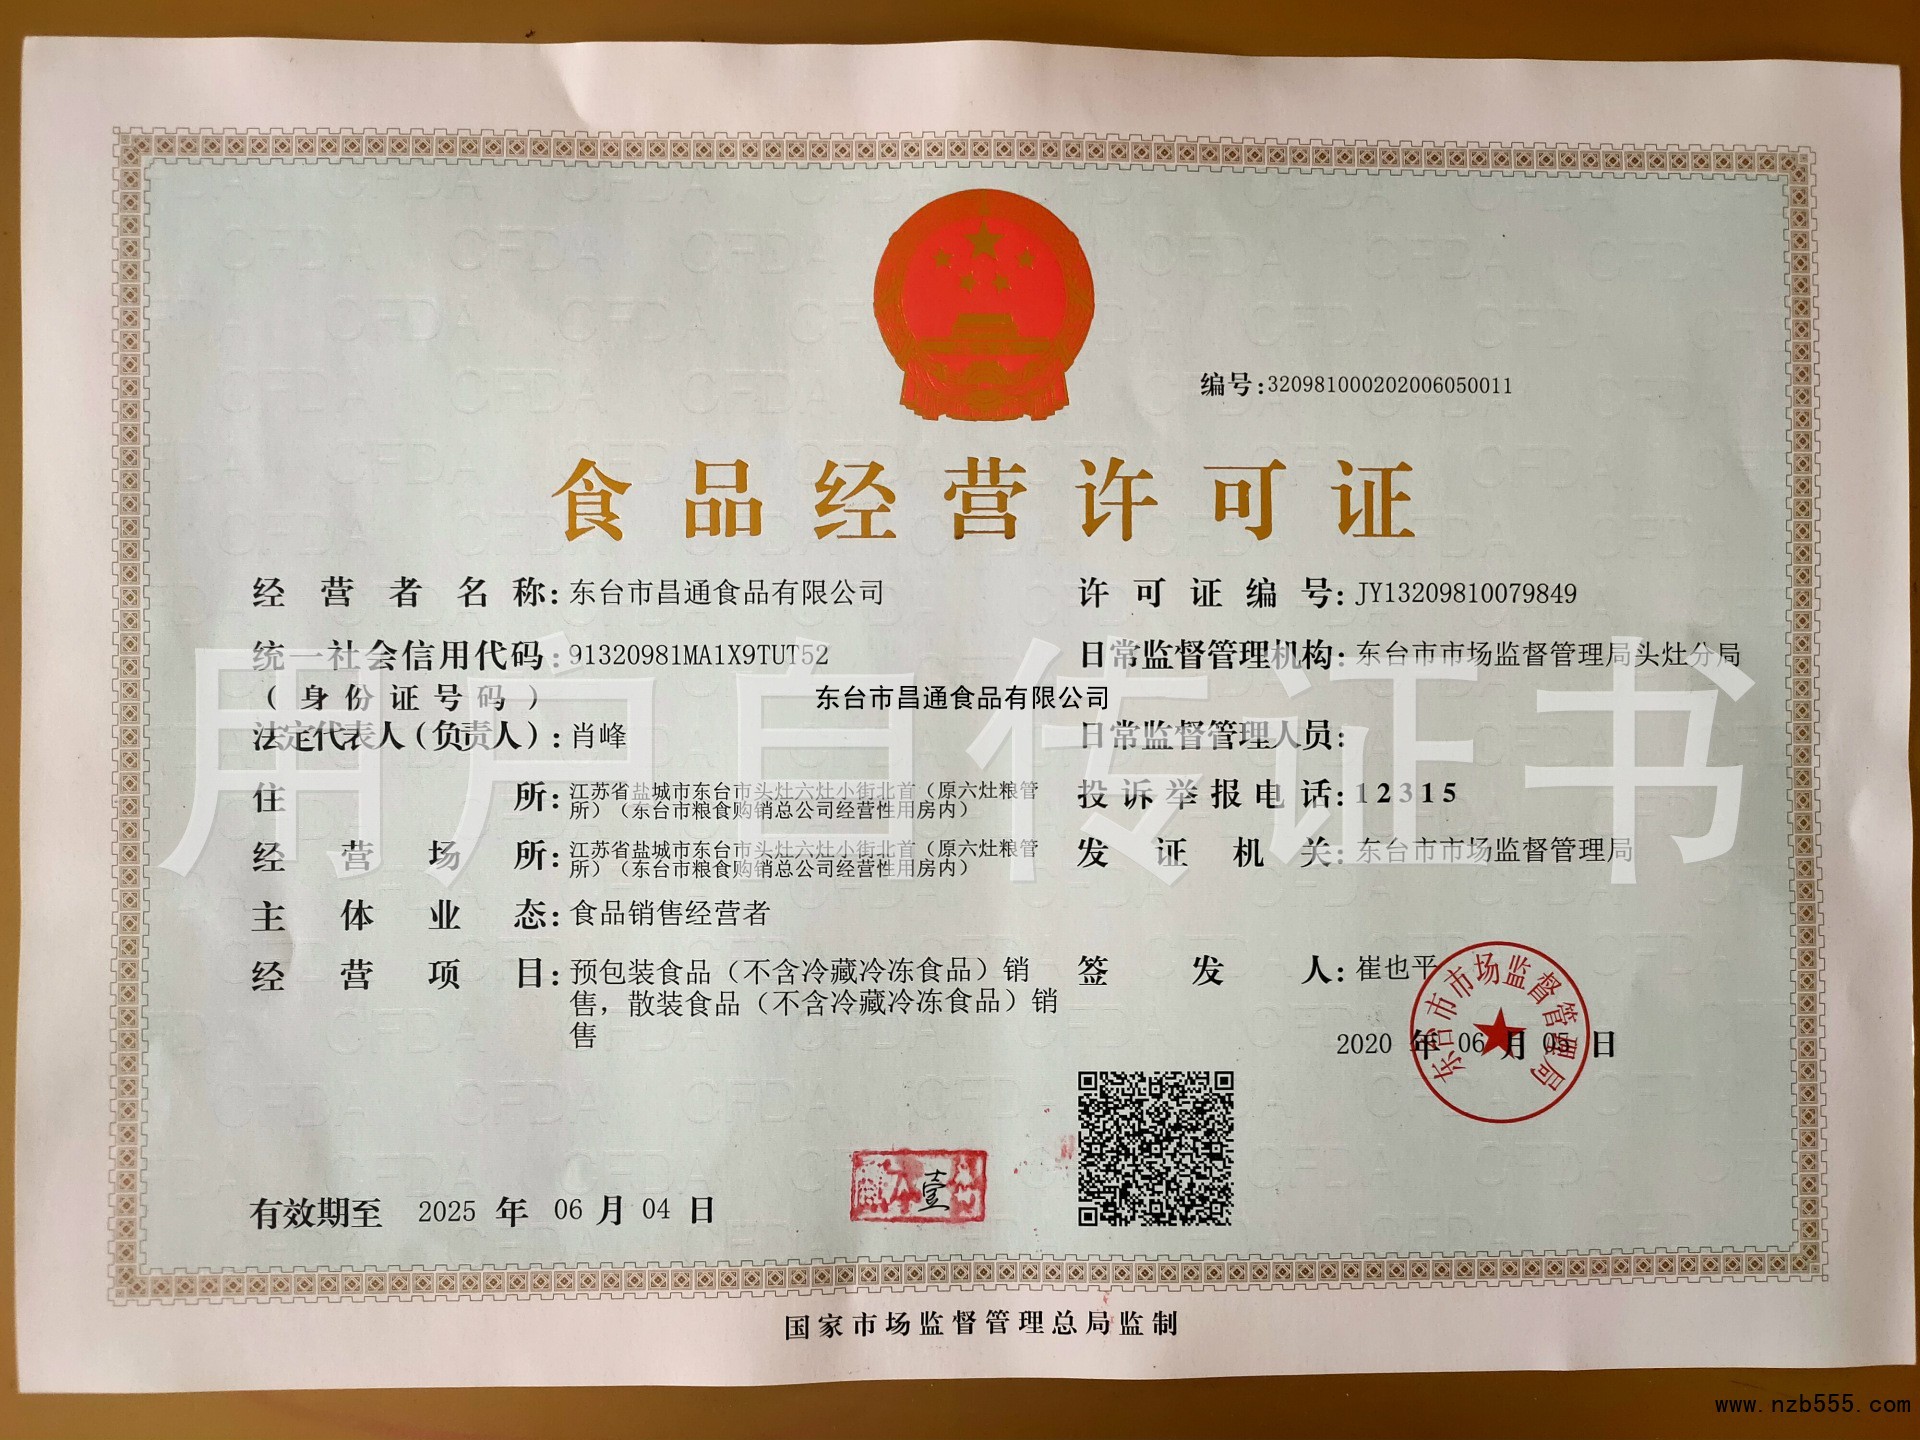 编号:320981000202006050011
食品经营许可证
经营者名称:东台市昌通食品有限公司
许可证编号:JY13209810079849
统一社会信用代码:91320981MA1X9TUT52
(身份证号码)
日常监督管理机构:东台市市场监督管理局头灶分局
东台市昌通食品有限公司
用户自传证书
法定代表人(负责人):肖峰
日常监督管理人员:
住所:江苏省盐城市东台市头灶六灶小街北首（原六灶粮管
所）（东台市粮食购销总公司经营性用房内）
投诉举报电话:12315
经营场所:江苏省盐城市东台市头灶六灶小街北首（原六灶粮管
所）（东台市粮食购销总公司经营性用房内）
发证机关:东台市市场监督管理局
主体业态:食品销售经营者
经营项目:预包装食品（不含冷藏冷冻食品）销
售，散装食品（不含冷藏冷冻食品）销
售
签发人:崔也平
东台市市场监督管理局
2020年06月05日
有效期至 2025年06月04日
本
壹
国家市场监督管理总局监制
www.nzb555.com